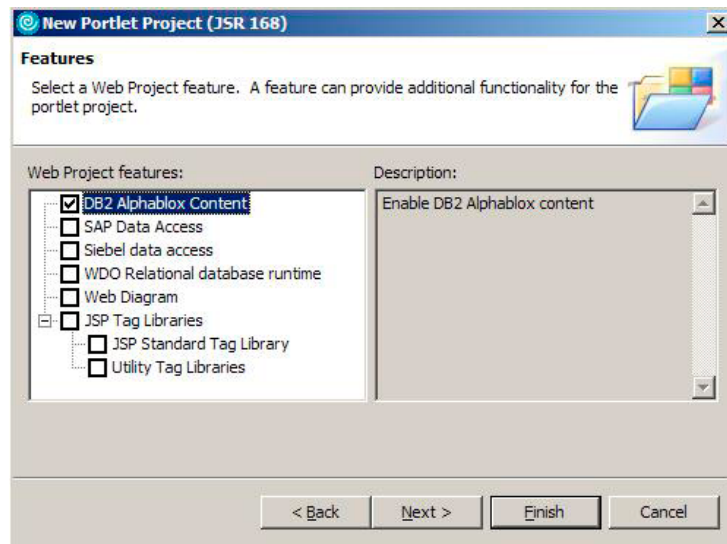 New Portlet Project (JSR 168)
Features
Select a Web Project feature. A feature can provide additional functionality for the
portlet project.
Web Project features:
DB2 Alphablox Content
SAP Data Access
Siebel data access
WDO Relational database runtime
Web Diagram
JSP Tag Libraries
JSP Standard Tag Library
Utility Tag Libraries
Description:
Enable DB2 Alphablox content
< Back
Next >
Finish
Cancel